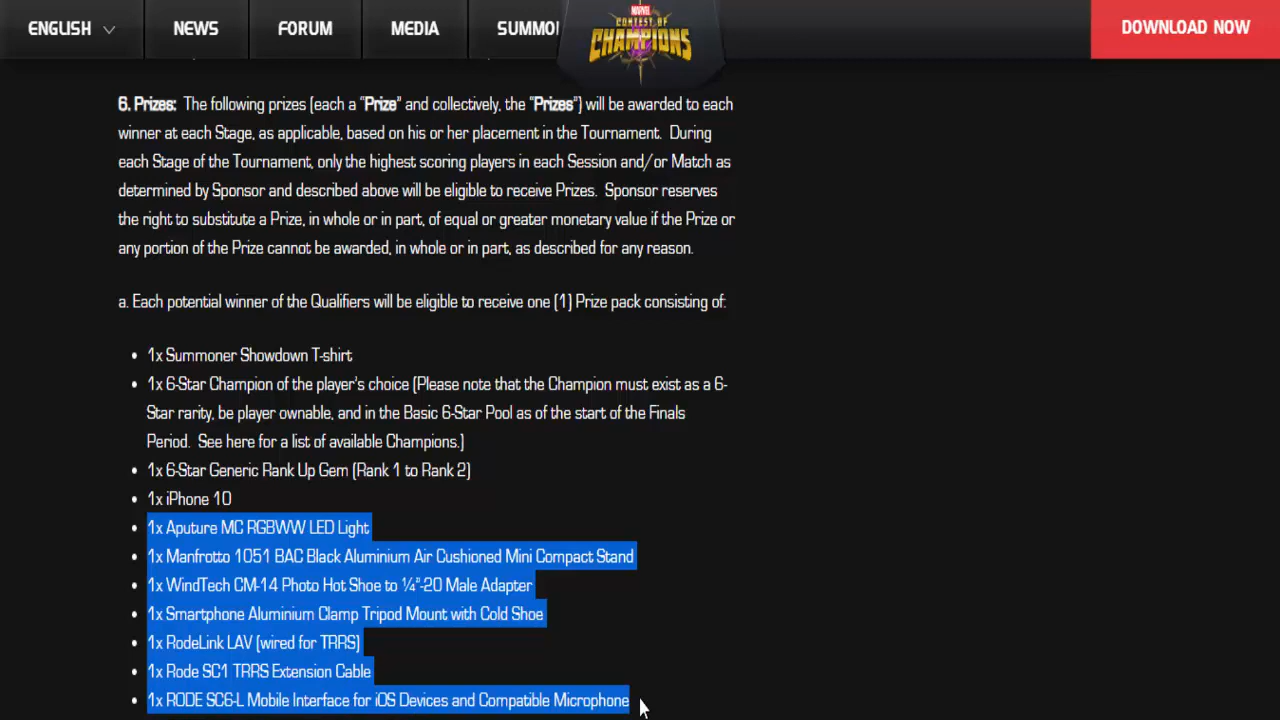 ENGLISH NEWS FORUM MEDIA SUMMO
MARVEL
CONTEST OF
CHAMPIONS
DOWNLOAD NOW
6. Prizes: The following prizes (each a "Prize" and collectively, the "Prizes") will be awarded to each
winner at each Stage, as applicable, based on his or her placement in the Tournament. During
each Stage of the Tournament, only the highest scoring players in each Session and/or Match as
determined by Sponsor and described above will be eligible to receive Prizes. Sponsor reserves
the right to substitute a Prize, in whole or in part, of equal or greater monetary value if the Prize or
any portion of the Prize cannot be awarded, in whole or in part, as described for any reason.
a. Each potential winner of the Qualifiers will be eligible to receive one (1) Prize pack consisting of:
• 1x Summoner Showdown T-shirt
• 1x 6-Star Champion of the player's choice (Please note that the Champion must exist as a 6-
Star rarity, be player ownable, and in the Basic 6-Star Pool as of the start of the Finals
Period. See here for a list of available Champions.)
• 1x 6-Star Generic Rank Up Gem (Rank 1 to Rank 2)
• 1x iPhone 10
• 1x Aputure MC RGBWW LED Light
• 1x Manfrotto 1051 BAC Black Aluminium Air Cushioned Mini Compact Stand
• 1x WindTech CM-14 Photo Hot Shoe to ¼"-20 Male Adapter
• 1x Smartphone Aluminium Clamp Tripod Mount with Cold Shoe
• 1x RodeLink LAV (wired for TRRS)
• 1x Rode SC1 TRRS Extension Cable
• 1x RODE SC6-L Mobile Interface for iOS Devices and Compatible Microphone